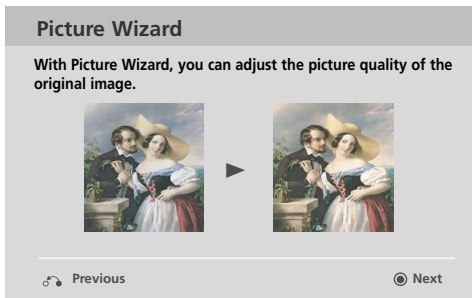 Picture Wizard
With Picture Wizard, you can adjust the picture quality of the
original image.
Previous
Next